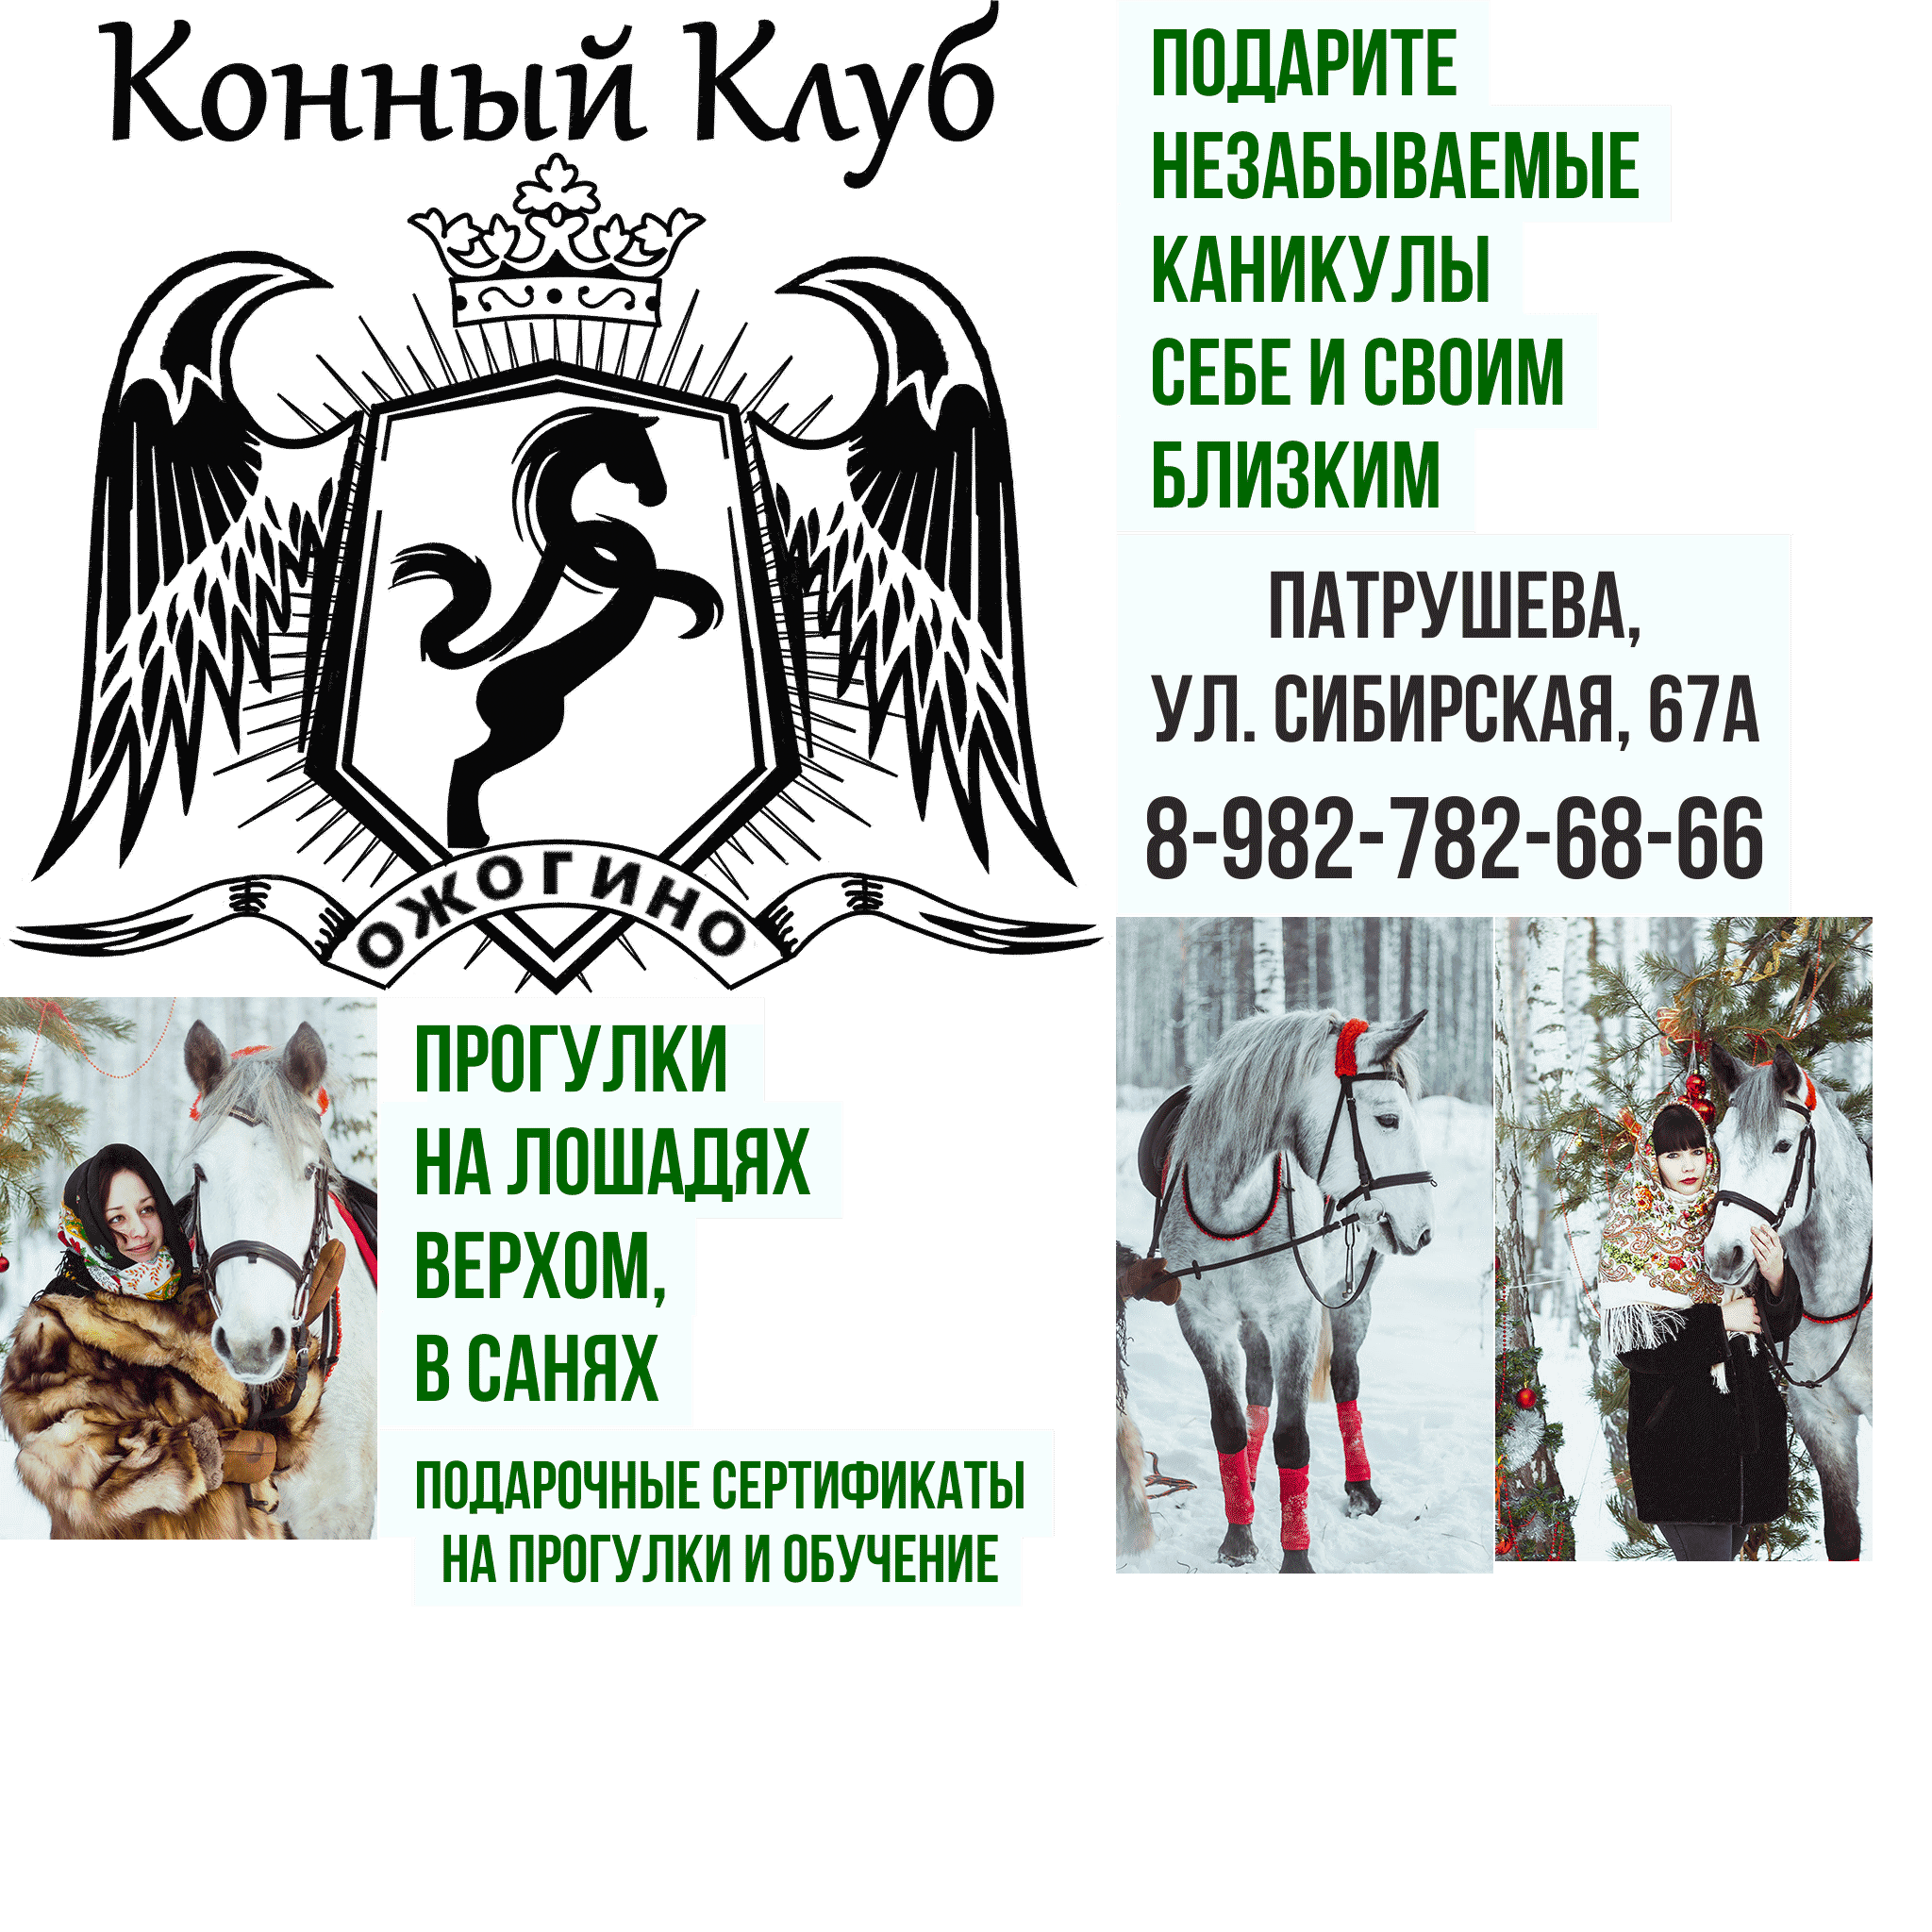 Конный Клуб
ОЖОГИНО
ПРОГУЛКИ
НА ЛОШАДЯХ
ВЕРХОМ,
В САНЯХ
ПОДАРОЧНЫЕ СЕРТИФИКАТЫ
НА ПРОГУЛКИ И ОБУЧЕНИЕ
ПОДАРИТЕ
НЕЗАБЫВАЕМЫЕ
КАНИКУЛЫ
СЕБЕ И СВОИМ
БЛИЗКИМ
ПАТРУШЕВА,
УЛ. СИБИРСКАЯ, 67А
8-982-782-68-66